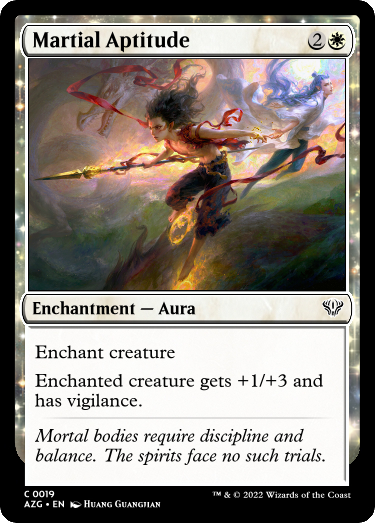 Martial Aptitude 2
Enchantment — Aura
Enchant creature
Enchanted creature gets +1/+3 and
has vigilance.
Mortal bodies require discipline and
balance. The spirits face no such trials.
C 0019
AZG • EN Huang Guangjian
™ & © 2022 Wizards of the Coast